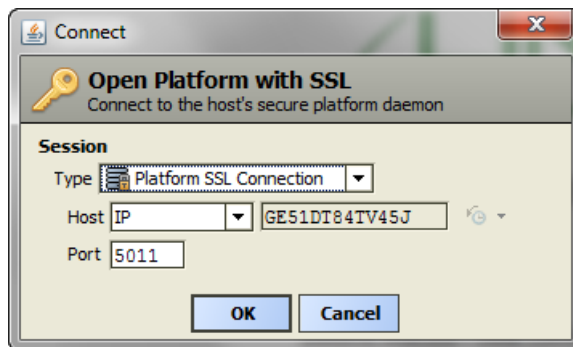 Connect
Open Platform with SSL
Connect to the host's secure platform daemon
Session
Type Platform SSL Connection
Host IP GE51DT84TV45J
Port 5011
OK Cancel